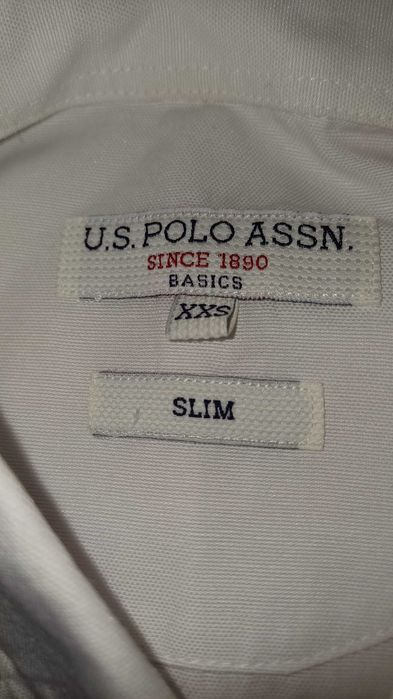 U.S. POLO ASSN.
SINCE 1890
BASICS
XXS
SLIM